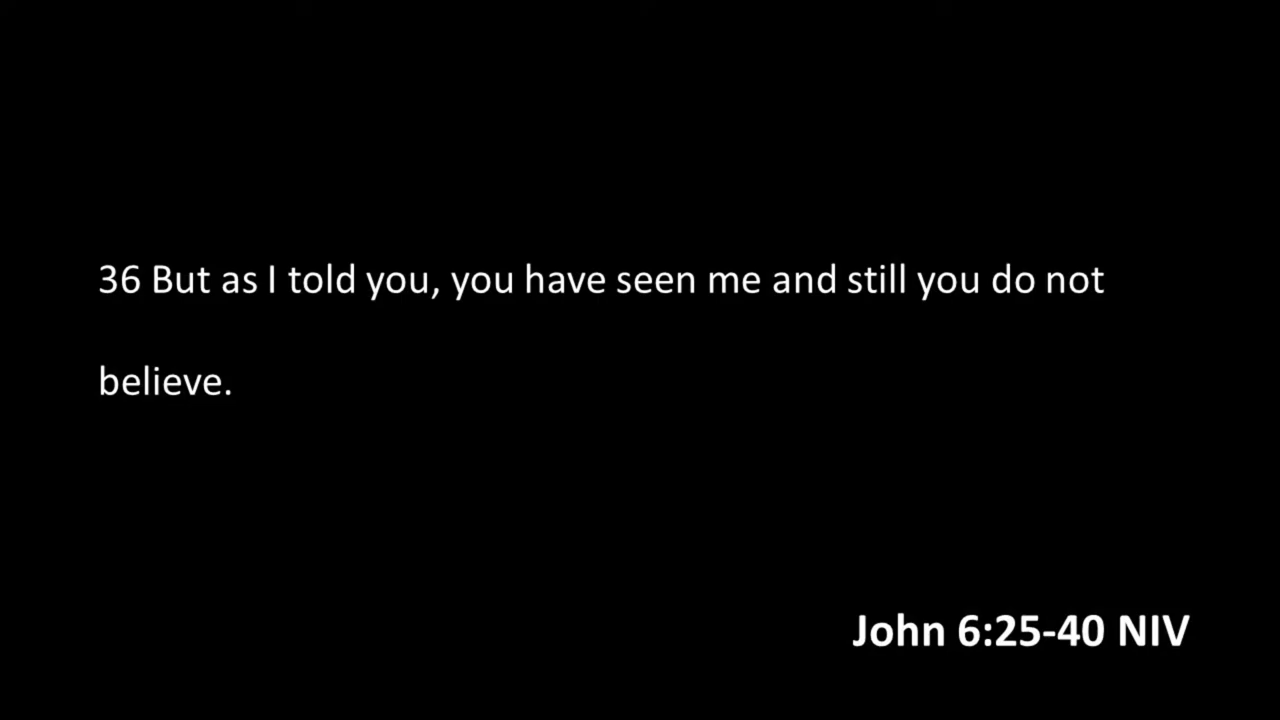 36 But as I told you, you have seen me and still you do not
believe.
John 6:25-40 NIV